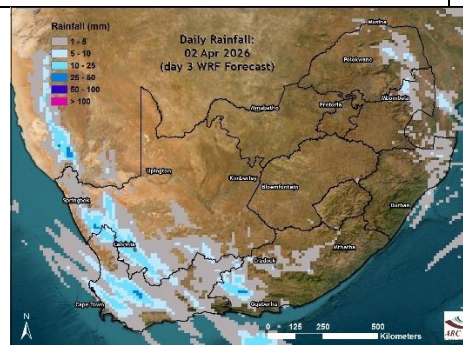 Rainfall (mm)
1 - 5
5 - 10
10 - 25
25 - 50
50 - 100
> 100
Daily Rainfall:
02 Apr 2026
(day 3 WRF Forecast)
Musina
Polokwane
Mbombela
Pretoria
Mmabatho
Upington
Kimberley
Bloemfontein
Springbok
Durban
Mthatha
Calvinia
Cradock
Cape Town
Gqeberha
N
0 125 250 500
Kilometers
ARC